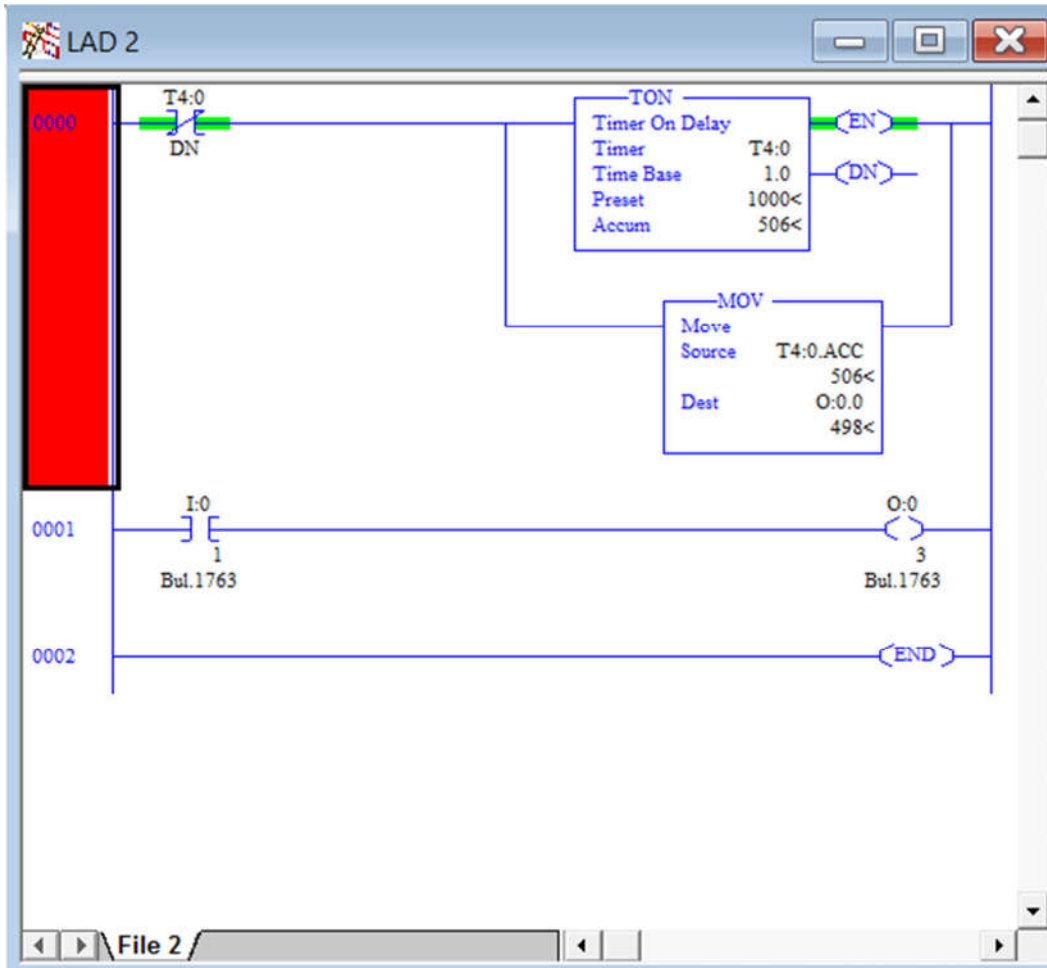 LAD 2
0000
T4:0
DN
TON
Timer On Delay
Timer T4:0
Time Base 1.0
Preset 1000<
Accum 506<
EN
DN
MOV
Move
Source T4:0.ACC
506<
Dest O:0.0
498<
0001
I:0
1
Bul.1763
O:0
3
Bul.1763
0002
END
File 2